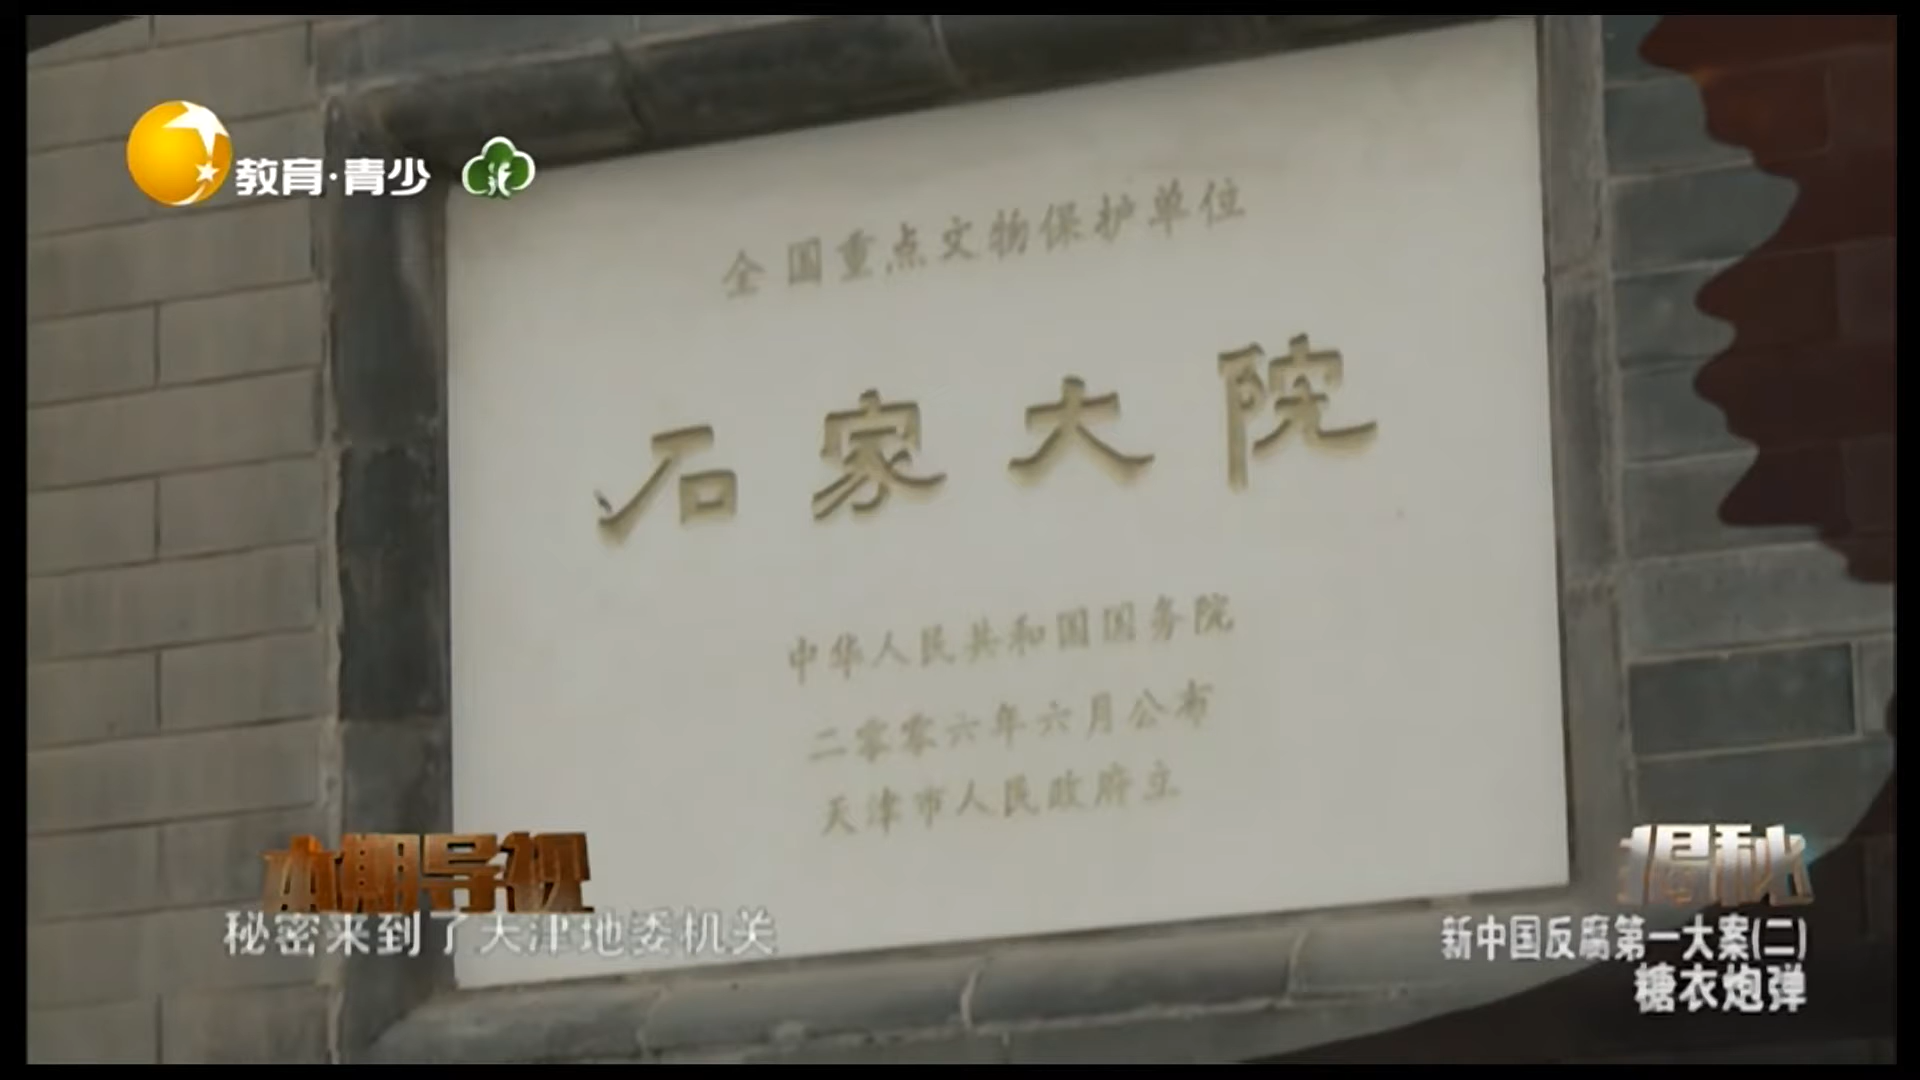 教育·青少
全国重点文物保护单位
石家大院
中华人民共和国国务院
二零零六年六月公布
天津市人民政府立
本期导视
秘密来到了天津地委机关
揭秘
新中国反腐第一大案(二)
糖衣炮弹